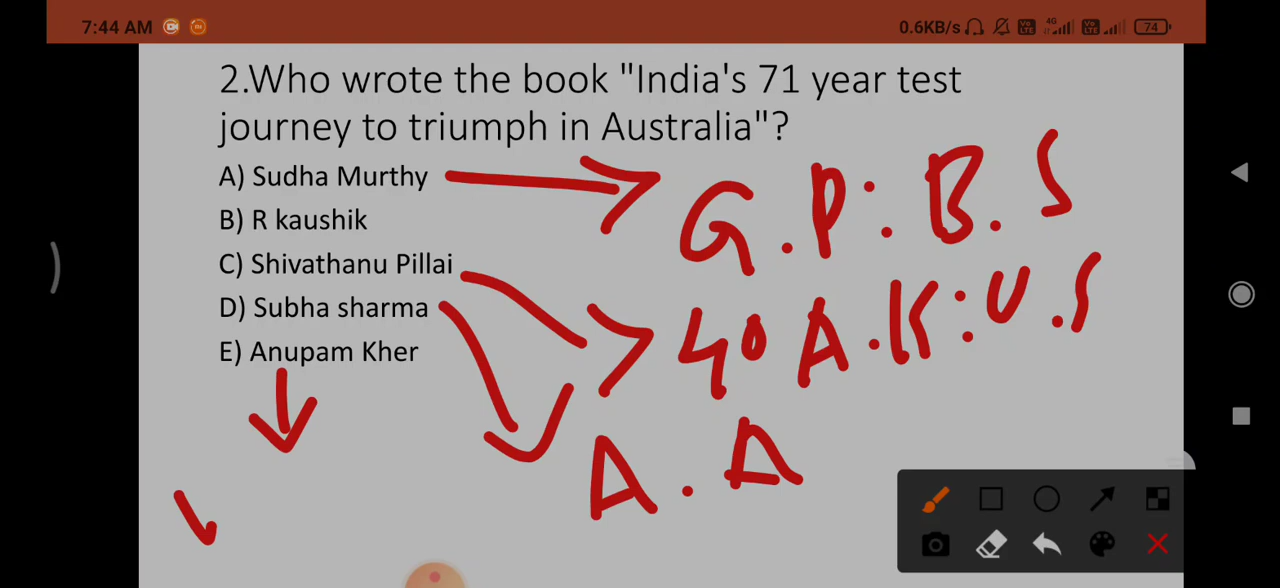 7:44 AM
0.6KB/s 4G 74
2.Who wrote the book "India's 71 year test
journey to triumph in Australia"?
A) Sudha Murthy
G.P:B.S
B) R kaushik
C) Shivathanu Pillai
40 A.K:U.S
D) Subha sharma
E) Anupam Kher
A.A